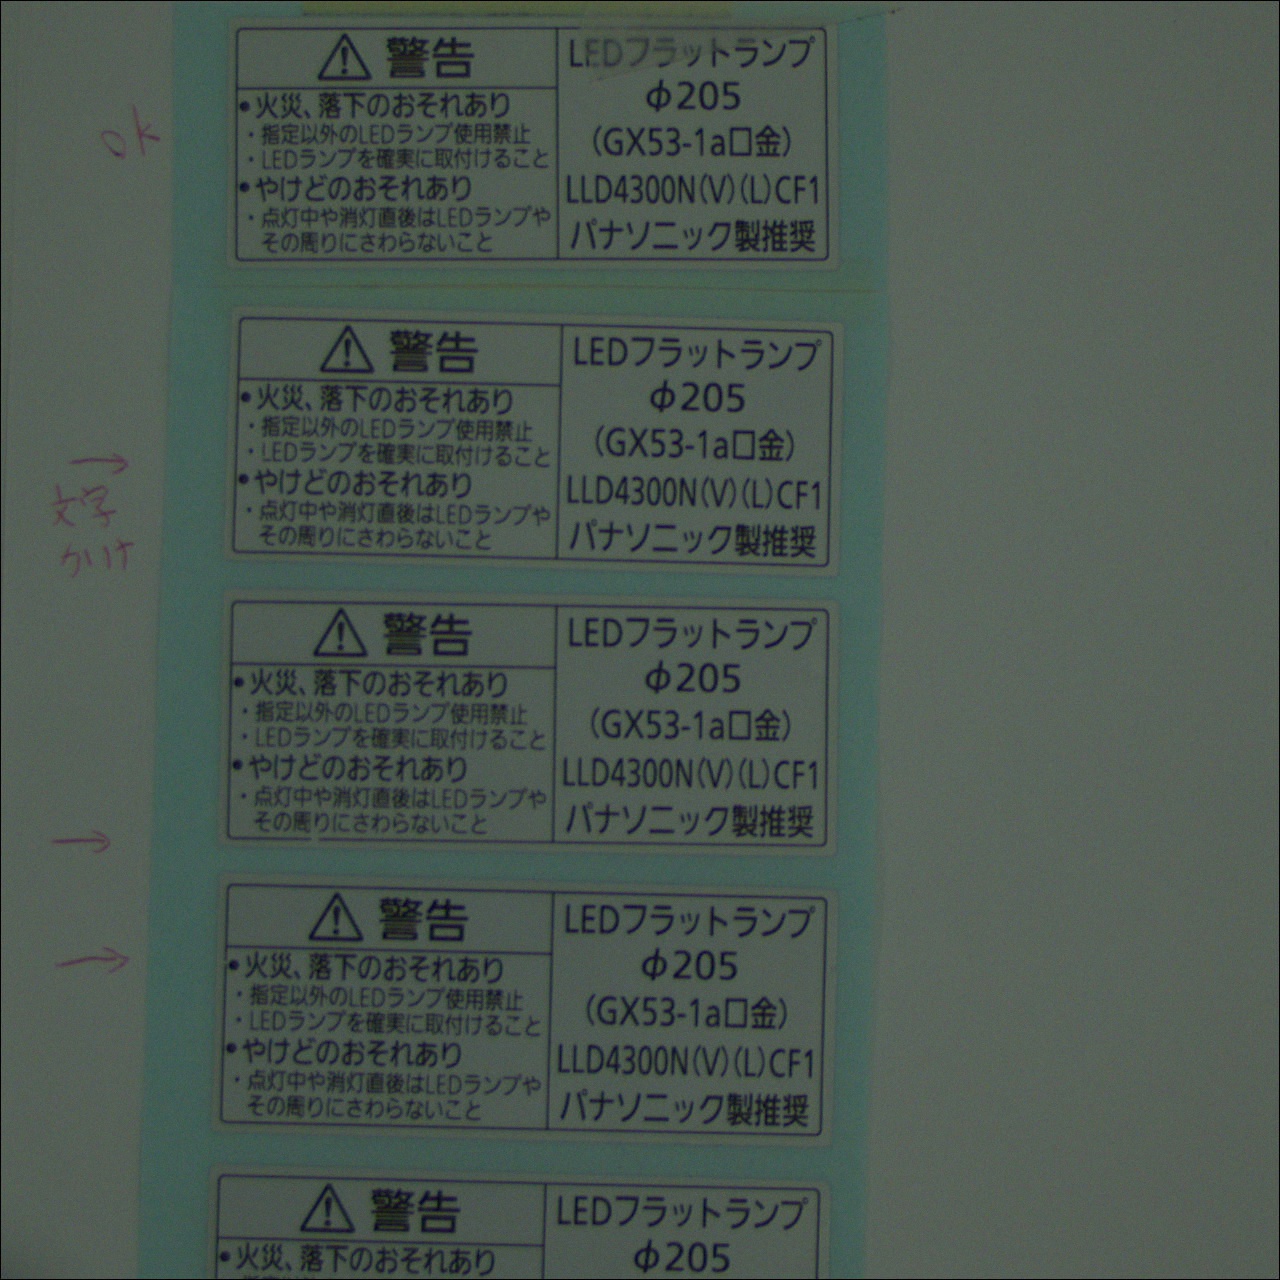 ok
⚠ 警告
●火災、落下のおそれあり
・指定以外のLEDランプ使用禁止
・LEDランプを確実に取付けること
●やけどのおそれあり
・点灯中や消灯直後はLEDランプや
その周りにさわらないこと
LEDフラットランプ
φ205
(GX53-1a口金)
LLD4300N(V)(L)CF1
パナソニック製推奨
→
文字
カケ
⚠ 警告
●火災、落下のおそれあり
・指定以外のLEDランプ使用禁止
・LEDランプを確実に取付けること
●やけどのおそれあり
・点灯中や消灯直後はLEDランプや
その周りにさわらないこと
LEDフラットランプ
φ205
(GX53-1a口金)
LLD4300N(V)(L)CF1
パナソニック製推奨
→
⚠ 警告
●火災、落下のおそれあり
・指定以外のLEDランプ使用禁止
・LEDランプを確実に取付けること
●やけどのおそれあり
・点灯中や消灯直後はLEDランプや
その周りにさわらないこと
LEDフラットランプ
φ205
(GX53-1a口金)
LLD4300N(V)(L)CF1
パナソニック製推奨
→
⚠ 警告
●火災、落下のおそれあり
・指定以外のLEDランプ使用禁止
・LEDランプを確実に取付けること
●やけどのおそれあり
・点灯中や消灯直後はLEDランプや
その周りにさわらないこと
LEDフラットランプ
φ205
(GX53-1a口金)
LLD4300N(V)(L)CF1
パナソニック製推奨
⚠ 警告
●火災、落下のおそれあり
LEDフラットランプ
φ205